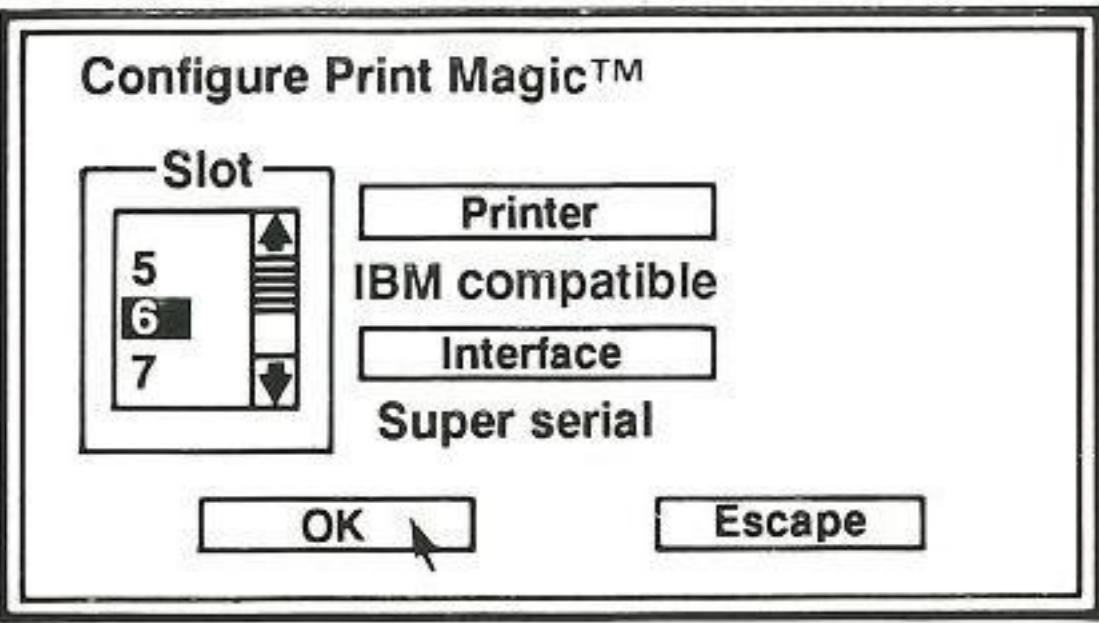 Configure Print Magic™
Slot
5
6
7
Printer
IBM compatible
Interface
Super serial
OK
Escape